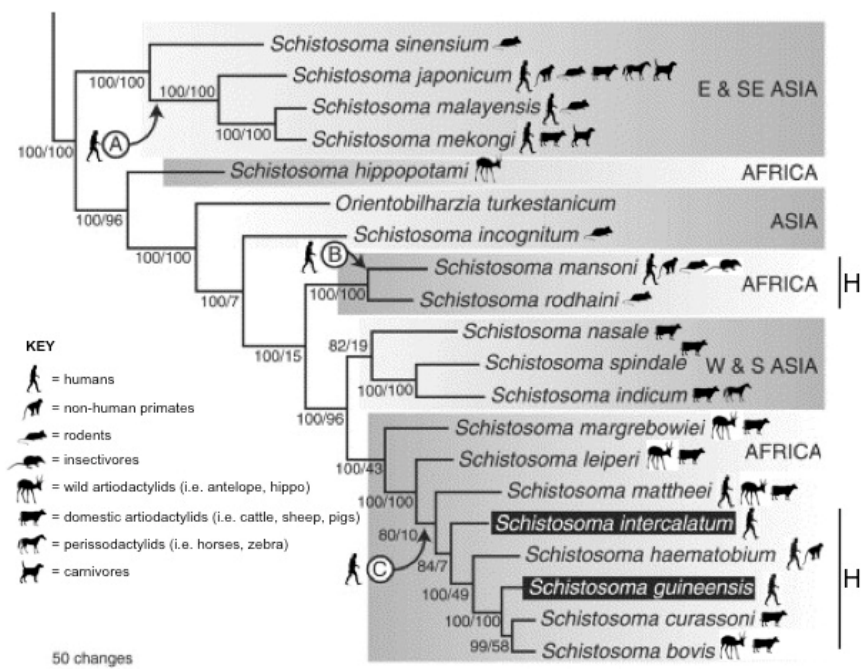 Schistosoma sinensium
100/100
Schistosoma japonicum
100/100
E & SE ASIA
Schistosoma malayensis
100/100
Schistosoma mekongi
A
100/100
Schistosoma hippopotami
AFRICA
100/96
Orientobilharzia turkestanicum
ASIA
Schistosoma incognitum
100/100
B
Schistosoma mansoni
AFRICA
H
100/100
100/7
Schistosoma rodhaini
Schistosoma nasale
82/19
100/15
Schistosoma spindale
W & S ASIA
100/100
Schistosoma indicum
100/96
Schistosoma margrebowiei
AFRICA
Schistosoma leiperi
100/43
Schistosoma mattheei
100/100
Schistosoma intercalatum
80/10
Schistosoma haematobium
84/7
C
H
Schistosoma guineensis
100/49
Schistosoma curassoni
100/100
99/58
Schistosoma bovis
KEY
= humans
= non-human primates
= rodents
= insectivores
= wild artiodactylids (i.e. antelope, hippo)
= domestic artiodactylids (i.e. cattle, sheep, pigs)
= perissodactylids (i.e. horses, zebra)
= carnivores
50 changes